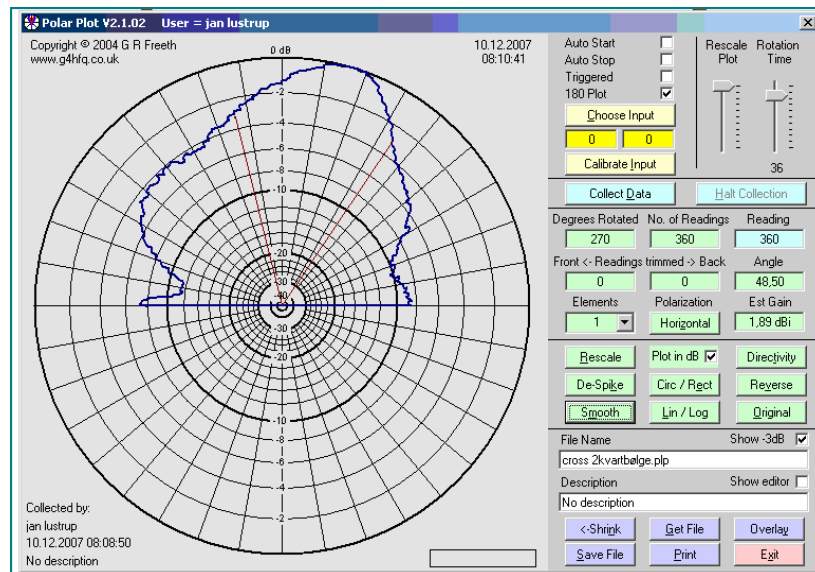 Polar Plot V2.1.02 User = jan lustrup
Copyright © 2004 G R Freeth
www.g4hfq.co.uk
10.12.2007
08:10:41
0 dB
-2
-4
-6
-8
-10
-20
-30
-40
-30
-20
-10
-8
-6
-4
-2
Collected by:
jan lustrup
10.12.2007 08:08:50
No description
Auto Start
Auto Stop
Triggered
180 Plot
Choose Input
0 0
Calibrate Input
Rescale Plot
Rotation Time
36
Collect Data Halt Collection
Degrees Rotated No. of Readings Reading
270 360 360
Front <- Readings trimmed -> Back Angle
0 0 48,50
Elements Polarization Est Gain
1 Horizontal 1,89 dBi
Rescale Plot in dB Directivity
De-Spike Circ / Rect Reverse
Smooth Lin / Log Original
File Name Show -3dB
cross 2kvartbølge.plp
Description Show editor
No description
<-Shrink Get File Overlay
Save File Print Exit